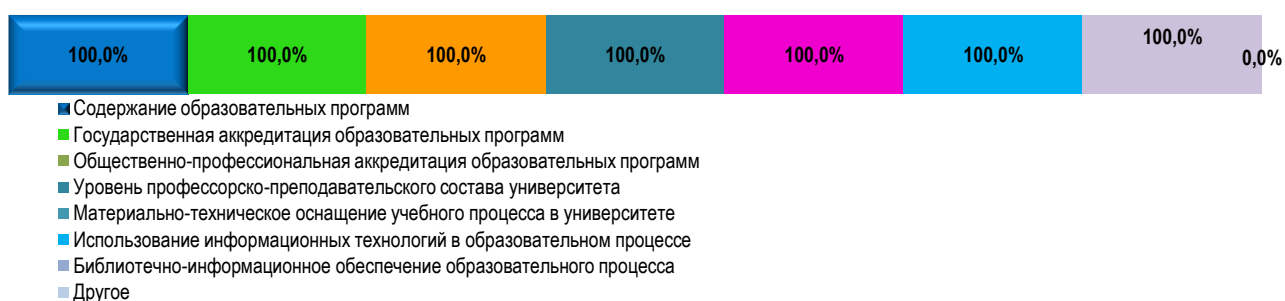 100,0% 100,0% 100,0% 100,0% 100,0% 100,0% 100,0% 0,0%
Содержание образовательных программ
Государственная аккредитация образовательных программ
Общественно-профессиональная аккредитация образовательных программ
Уровень профессорско-преподавательского состава университета
Материально-техническое оснащение учебного процесса в университете
Использование информационных технологий в образовательном процессе
Библиотечно-информационное обеспечение образовательного процесса
Другое